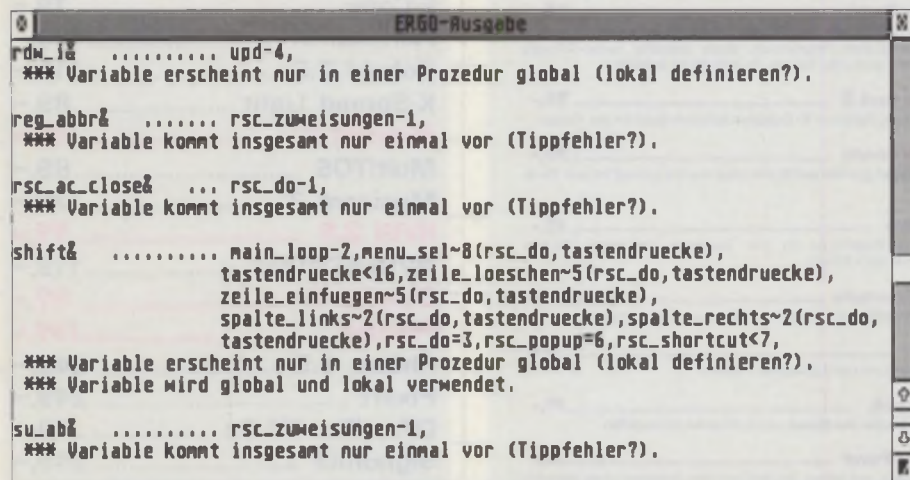 ERGO-Ausgabe
rdw_i& .......... upd-4,
*** Variable erscheint nur in einer Prozedur global (lokal definieren?).
reg_abbr& ....... rsc_zuweisungen-1,
*** Variable kommt insgesamt nur einmal vor (Tippfehler?).
rsc_ac_close& ... rsc_do-1,
*** Variable kommt insgesamt nur einmal vor (Tippfehler?).
shift& .......... main_loop-2,menu_sel~8(rsc_do,tastendruecke),
tastendruecke<16,zeile_loeschen~5(rsc_do,tastendruecke),
zeile_einfuegen~5(rsc_do,tastendruecke),
spalte_links~2(rsc_do,tastendruecke),spalte_rechts~2(rsc_do,
tastendruecke),rsc_do=3,rsc_popup=6,rsc_shortcut<7,
*** Variable erscheint nur in einer Prozedur global (lokal definieren?).
*** Variable wird global und lokal verwendet.
su_ab& .......... rsc_zuweisungen-1,
*** Variable kommt insgesamt nur einmal vor (Tippfehler?).